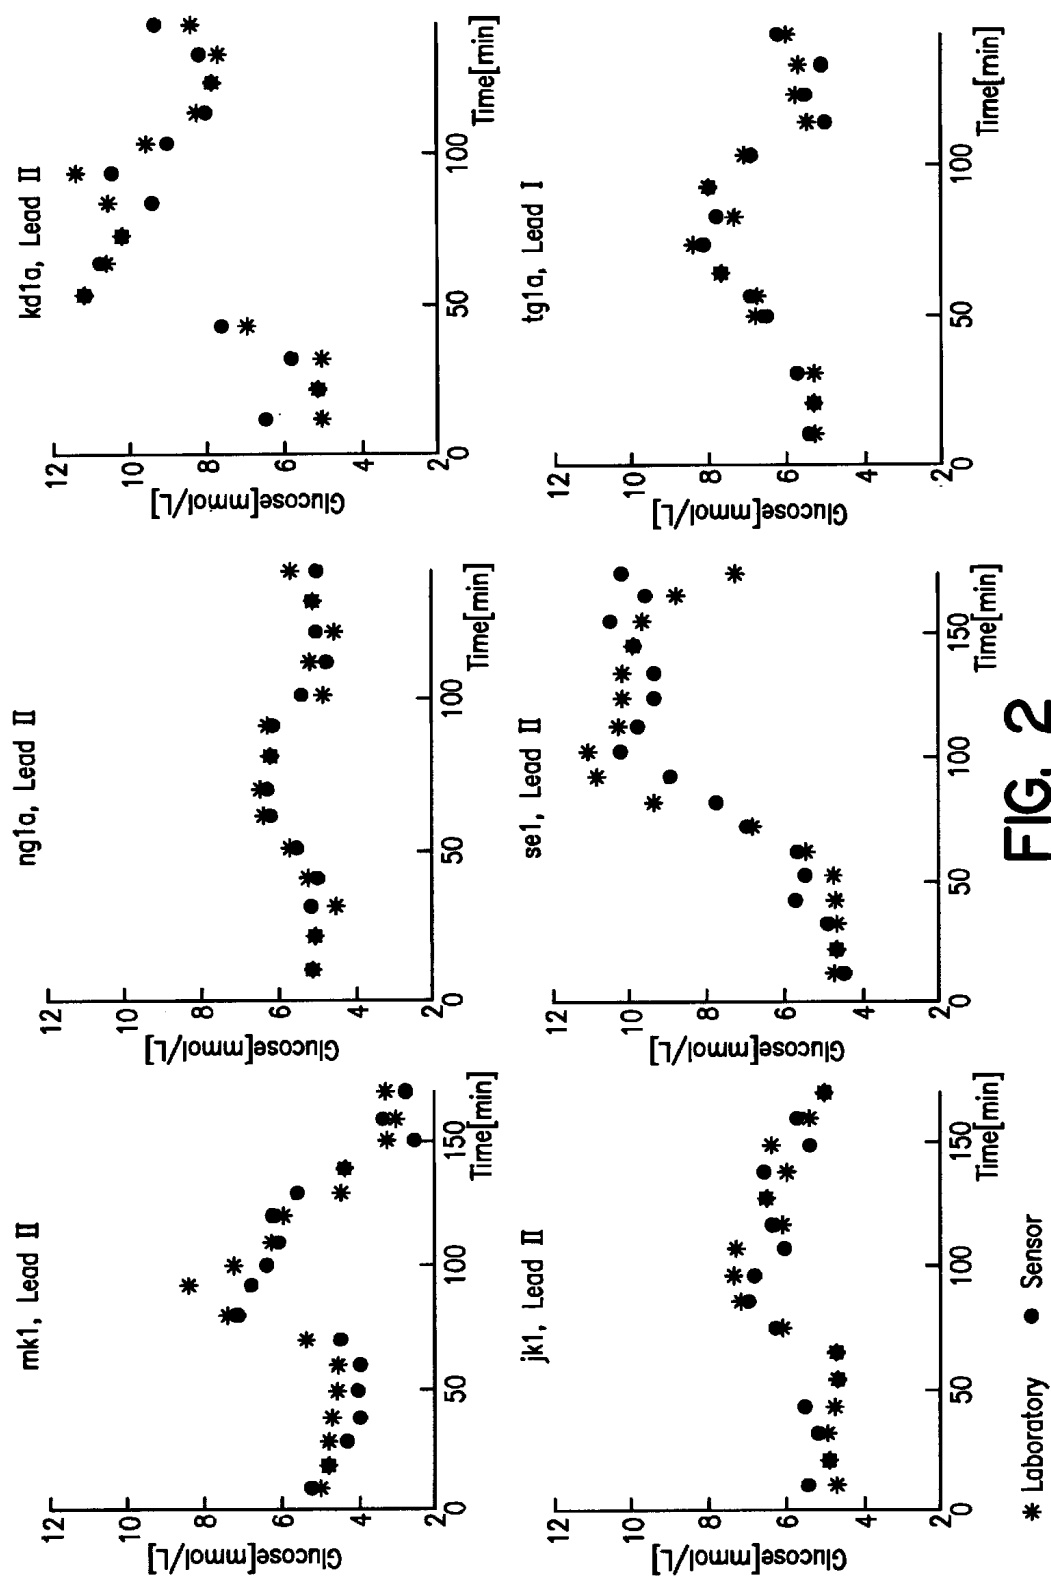 mk1, Lead II
Glucose[mmol/L]
12
10
8
6
4
2
0
50
100
150
Time[min]
ng1a, Lead II
Glucose[mmol/L]
12
10
8
6
4
2
0
50
100
Time[min]
kd1a, Lead II
Glucose[mmol/L]
12
10
8
6
4
2
0
50
100
Time[min]
jk1, Lead II
Glucose[mmol/L]
12
10
8
6
4
2
0
50
100
150
Time[min]
se1, Lead II
Glucose[mmol/L]
12
10
8
6
4
2
0
50
100
150
Time[min]
tg1a, Lead I
Glucose[mmol/L]
12
10
8
6
4
2
0
50
100
Time[min]
Laboratory
Sensor
FIG. 2